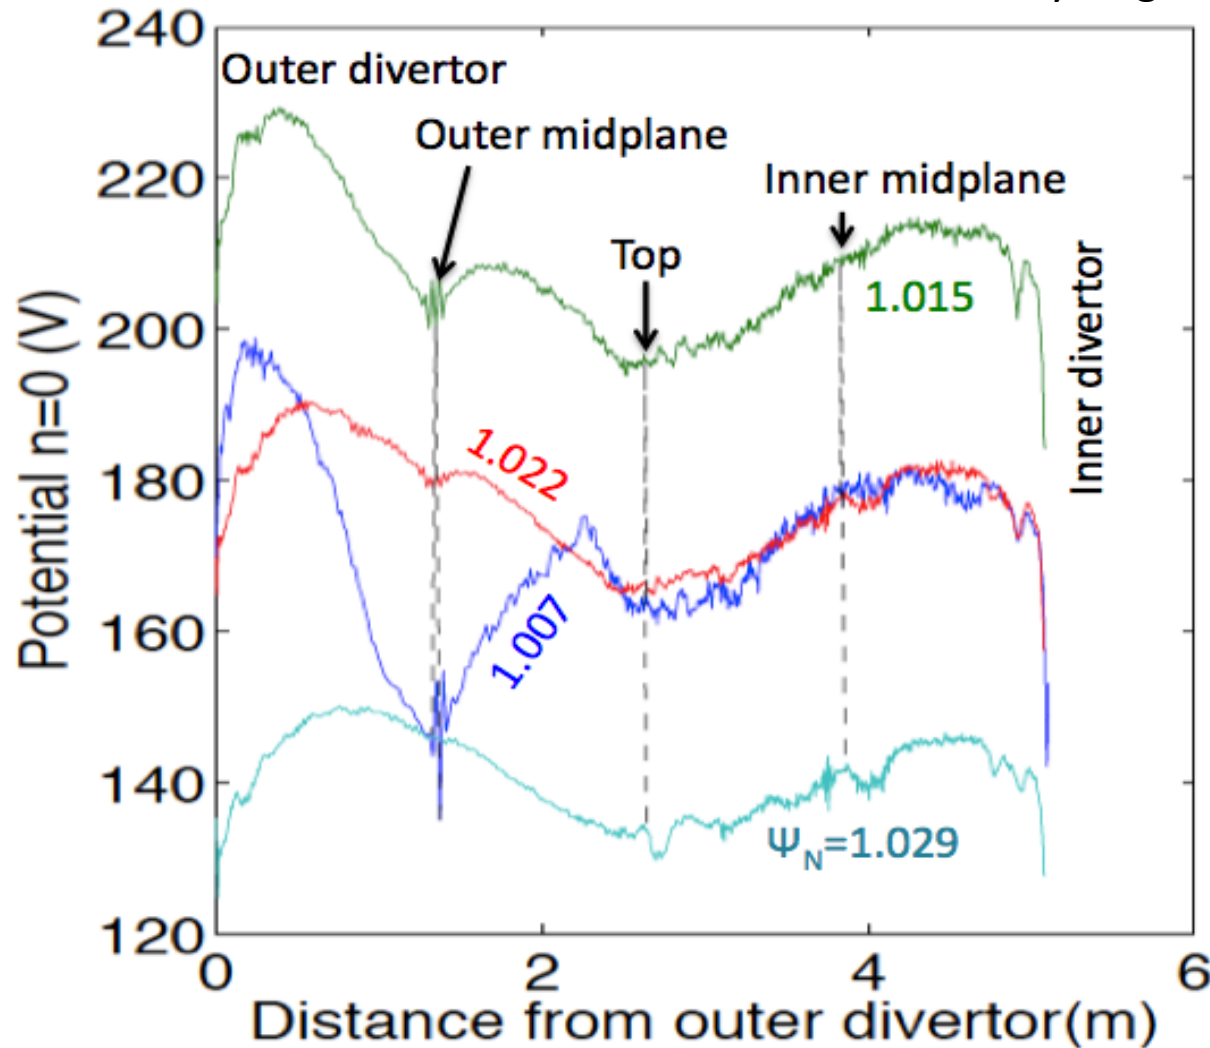 240
220
200
180
160
140
120
0
2
4
6
Potential n=0 (V)
Distance from outer divertor(m)
Outer divertor
Outer midplane
Top
Inner midplane
Inner divertor
1.015
1.022
1.007
Ψ_N=1.029